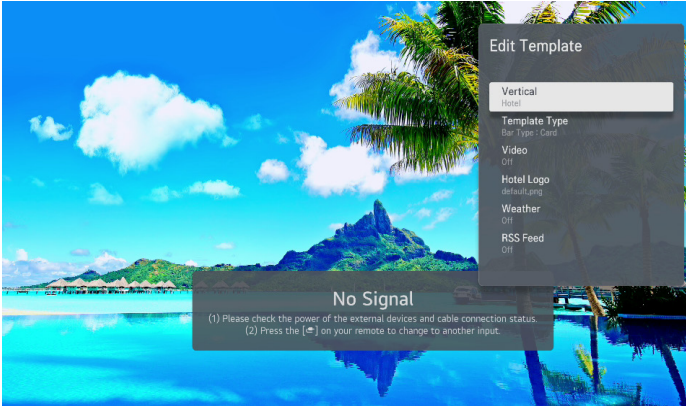 Edit Template
Vertical
Hotel
Template Type
Bar Type : Card
Video
Off
Hotel Logo
default.png
Weather
Off
RSS Feed
Off
No Signal
(1) Please check the power of the external devices and cable connection status.
(2) Press the [ ] on your remote to change to another input.